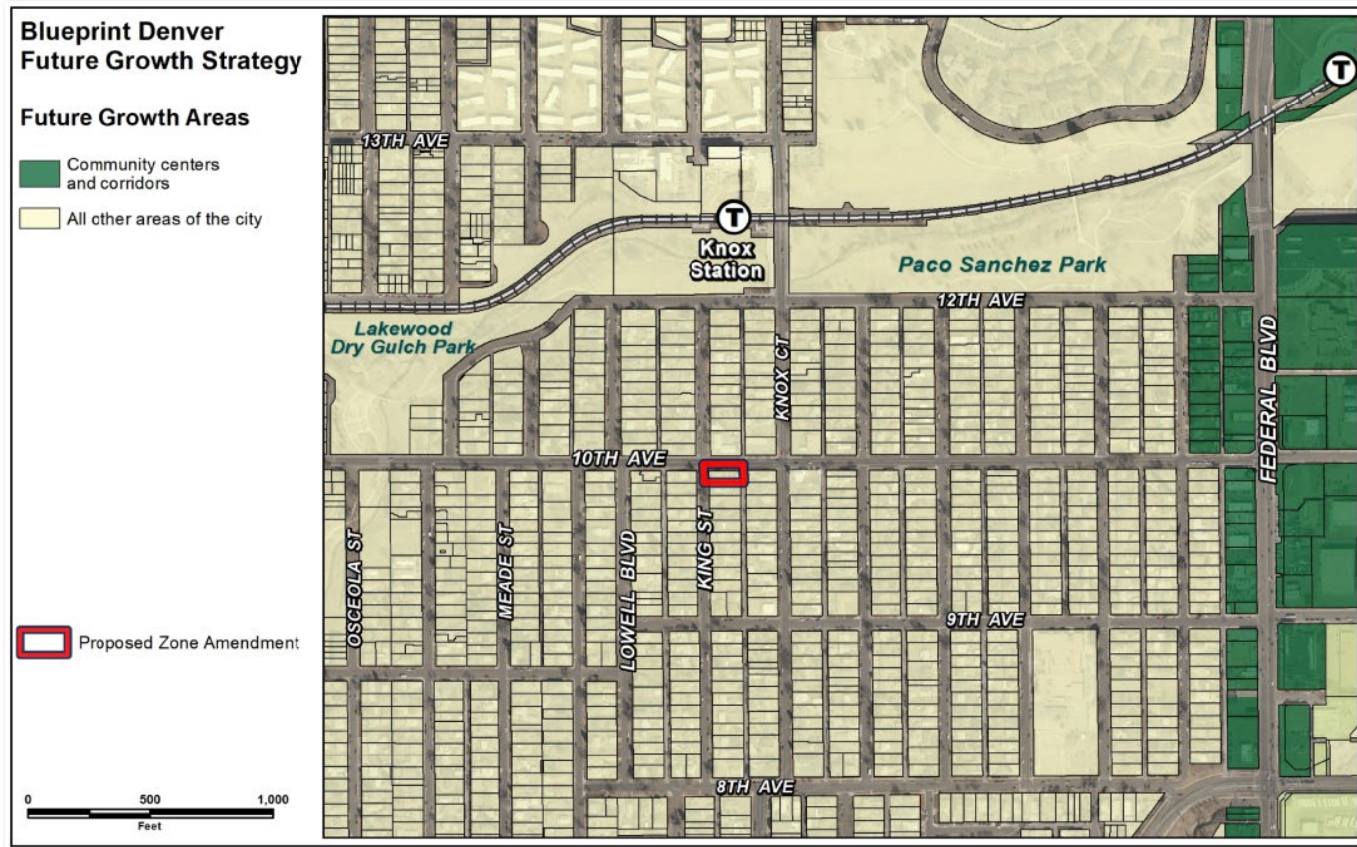 Blueprint Denver
Future Growth Strategy
Future Growth Areas
Community centers
and corridors
All other areas of the city
Proposed Zone Amendment
0 500 1,000
Feet
T
13TH AVE
T
Knox
Station
Paco Sanchez Park
12TH AVE
Lakewood
Dry Gulch Park
KNOX CT
FEDERAL BLVD
10TH AVE
OSCEOLA ST
MEADE ST
LOWELL BLVD
KING ST
9TH AVE
8TH AVE